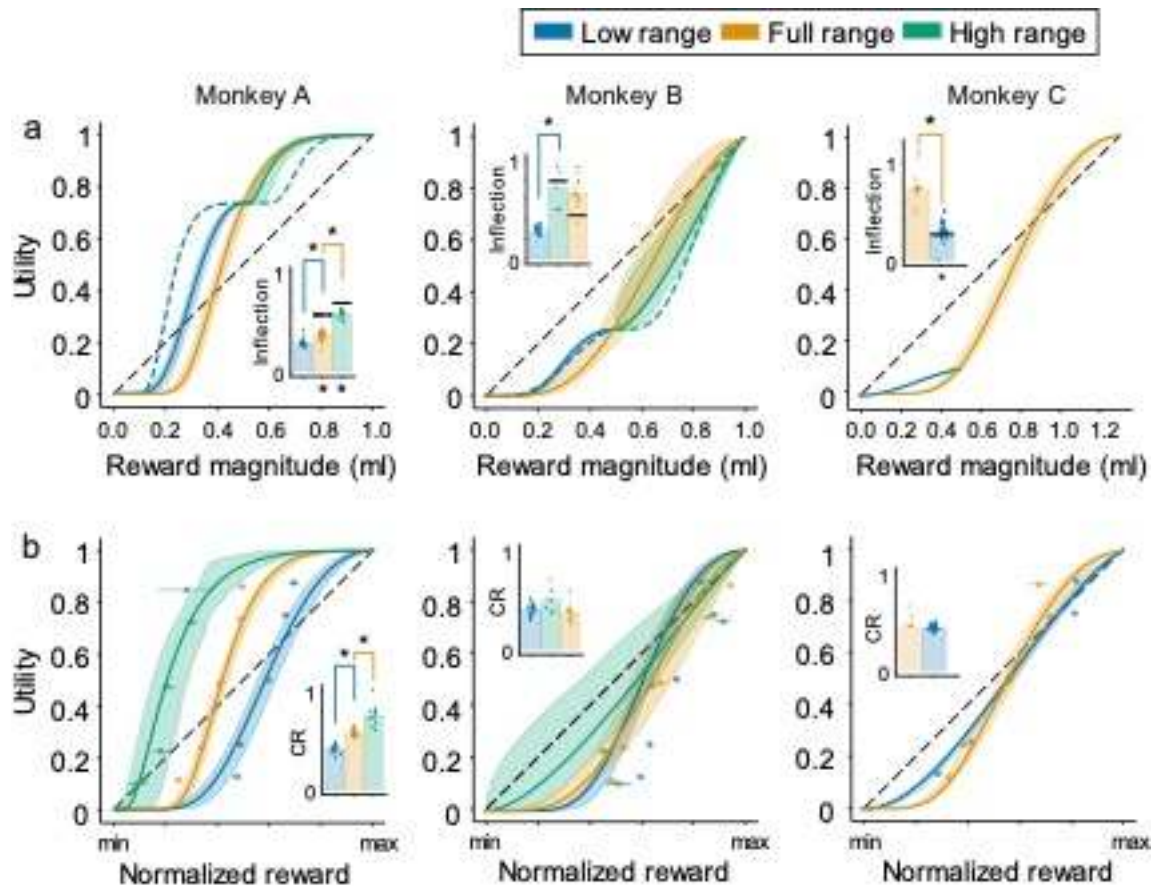 Low range Full range High range
Monkey A Monkey B Monkey C
a
Utility
1
0.8
0.6
0.4
0.2
0
0.0 0.2 0.4 0.6 0.8 1.0
Reward magnitude (ml)
Inflection
1
0
* *
* *
1
0.8
0.6
0.4
0.2
0
0.0 0.2 0.4 0.6 0.8 1.0
Reward magnitude (ml)
Inflection
1
0
*
1
0.8
0.6
0.4
0.2
0
0.0 0.2 0.4 0.6 0.8 1.0 1.2
Reward magnitude (ml)
Inflection
1
0
*
*
b
Utility
1
0.8
0.6
0.4
0.2
0
min max
Normalized reward
CR
1
0
* *
1
0.8
0.6
0.4
0.2
0
min max
Normalized reward
CR
1
0
1
0.8
0.6
0.4
0.2
0
min max
Normalized reward
CR
1
0